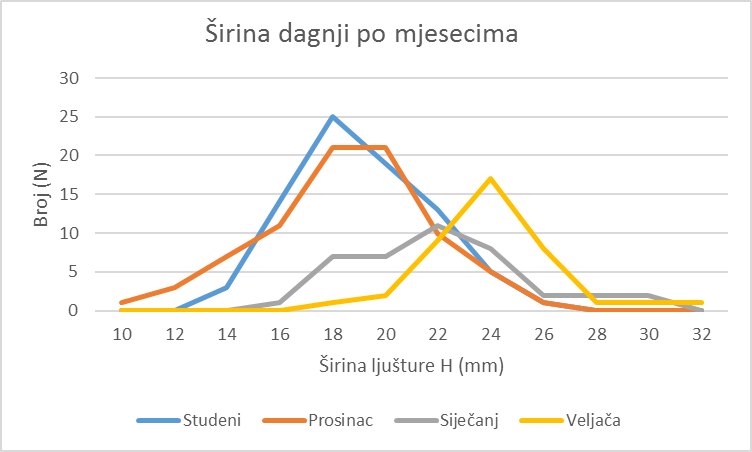 Širina dagnji po mjesecima
30
25
20
15
10
5
0
Broj (N)
10 12 14 16 18 20 22 24 26 28 30 32
Širina ljušture H (mm)
Studeni Prosinac Siječanj Veljača